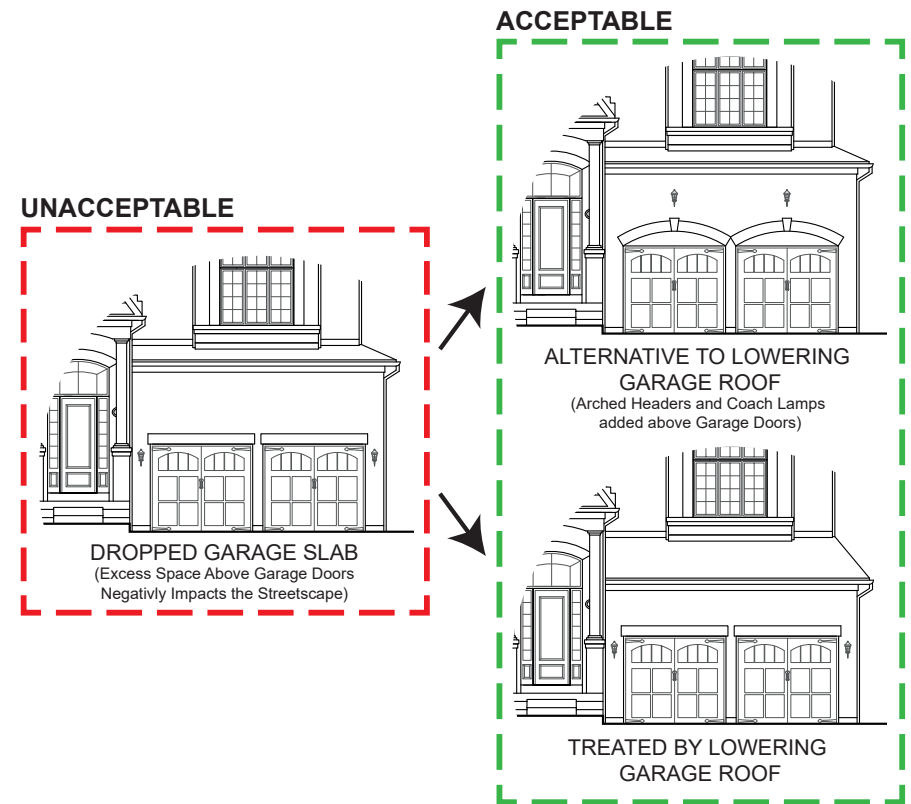 UNACCEPTABLE
DROPPED GARAGE SLAB
(Excess Space Above Garage Doors
Negativly Impacts the Streetscape)
ACCEPTABLE
ALTERNATIVE TO LOWERING
GARAGE ROOF
(Arched Headers and Coach Lamps
added above Garage Doors)
TREATED BY LOWERING
GARAGE ROOF